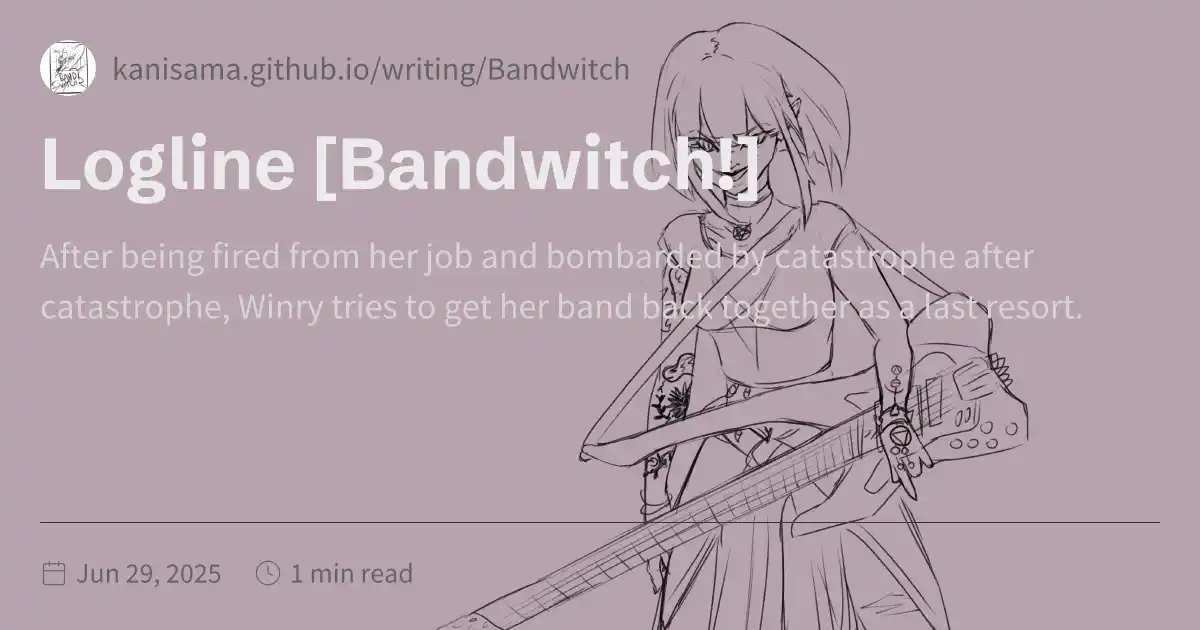 kanisama.github.io/writing/Bandwitch
Logline [Bandwitch!]
After being fired from her job and bombarded by catastrophe after
catastrophe, Winry tries to get her band back together as a last resort.
Jun 29, 2025 1 min read